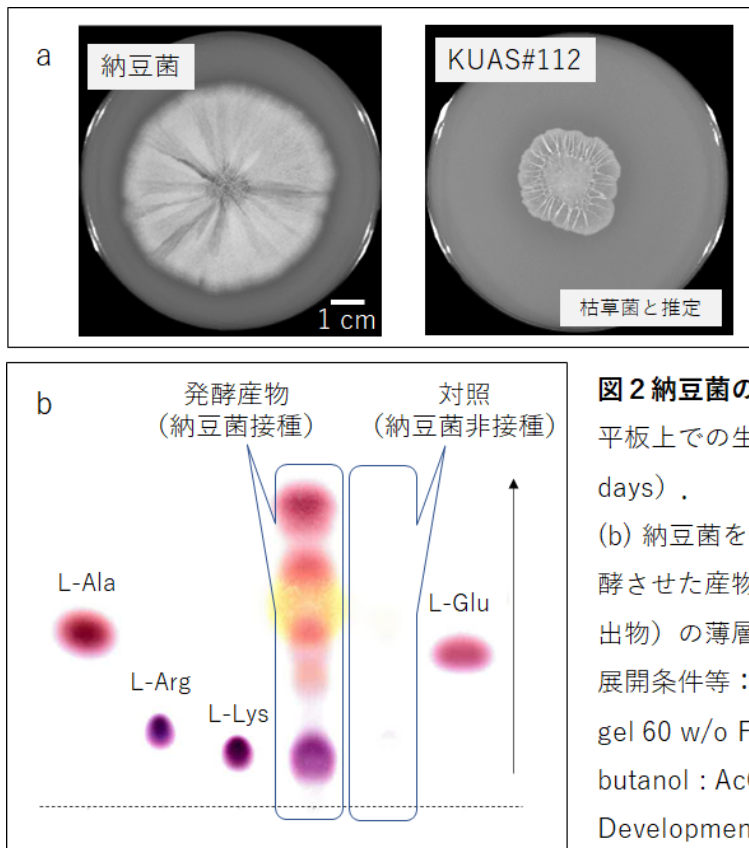 a
納豆菌
KUAS#112
1 cm
枯草菌と推定
b
発酵産物
(納豆菌接種)
対照
(納豆菌非接種)
L-Ala
L-Arg
L-Lys
L-Glu
図2納豆菌の
平板上での生
days).
(b) 納豆菌を
酵させた産物
出物）の薄層
展開条件等：
gel 60 w/o F
butanol : AcO
Development